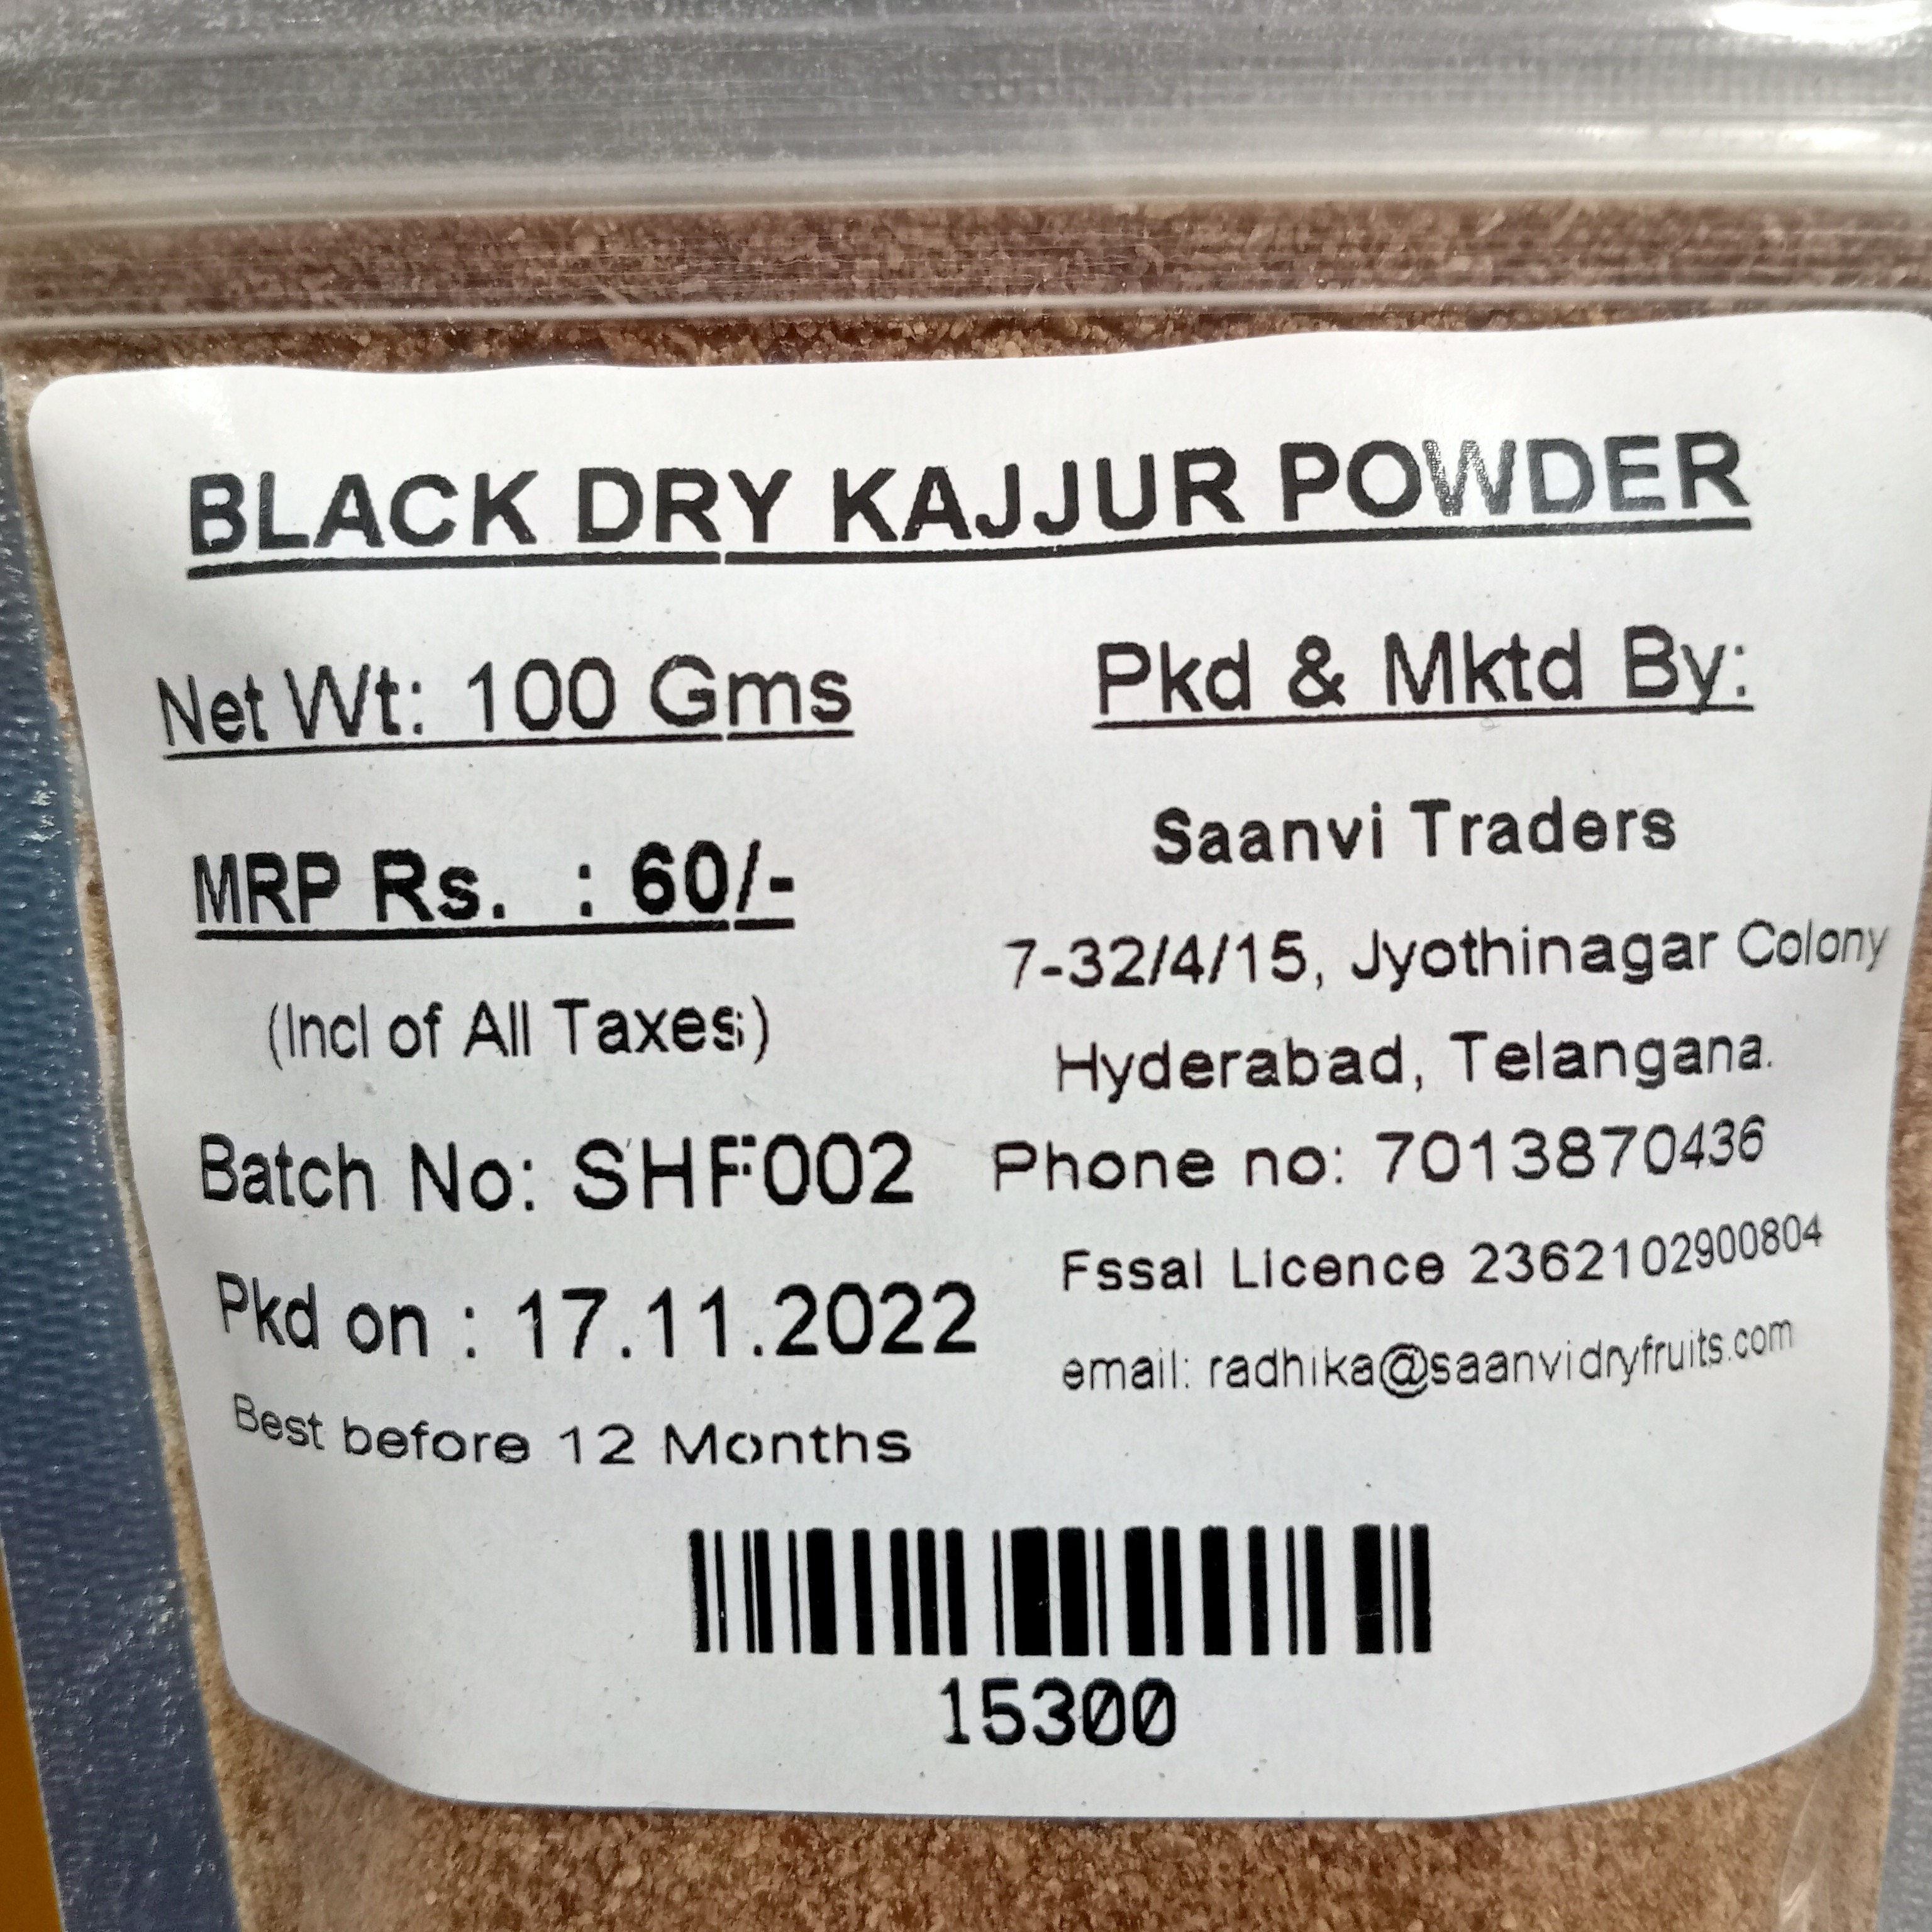 BLACK DRY KAJJUR POWDER
Net Wt: 100 Gms
MRP Rs. : 60/-
(Incl of All Taxes)
Batch No: SHF002
Pkd on : 17.11.2022
Best before 12 Months
Pkd & Mktd By:
Saanvi Traders
7-32/4/15, Jyothinagar Colony
Hyderabad, Telangana.
Phone no: 7013870436
Fssal Licence 2362102900804
email: radhika@saanvidryfruits.com
15300